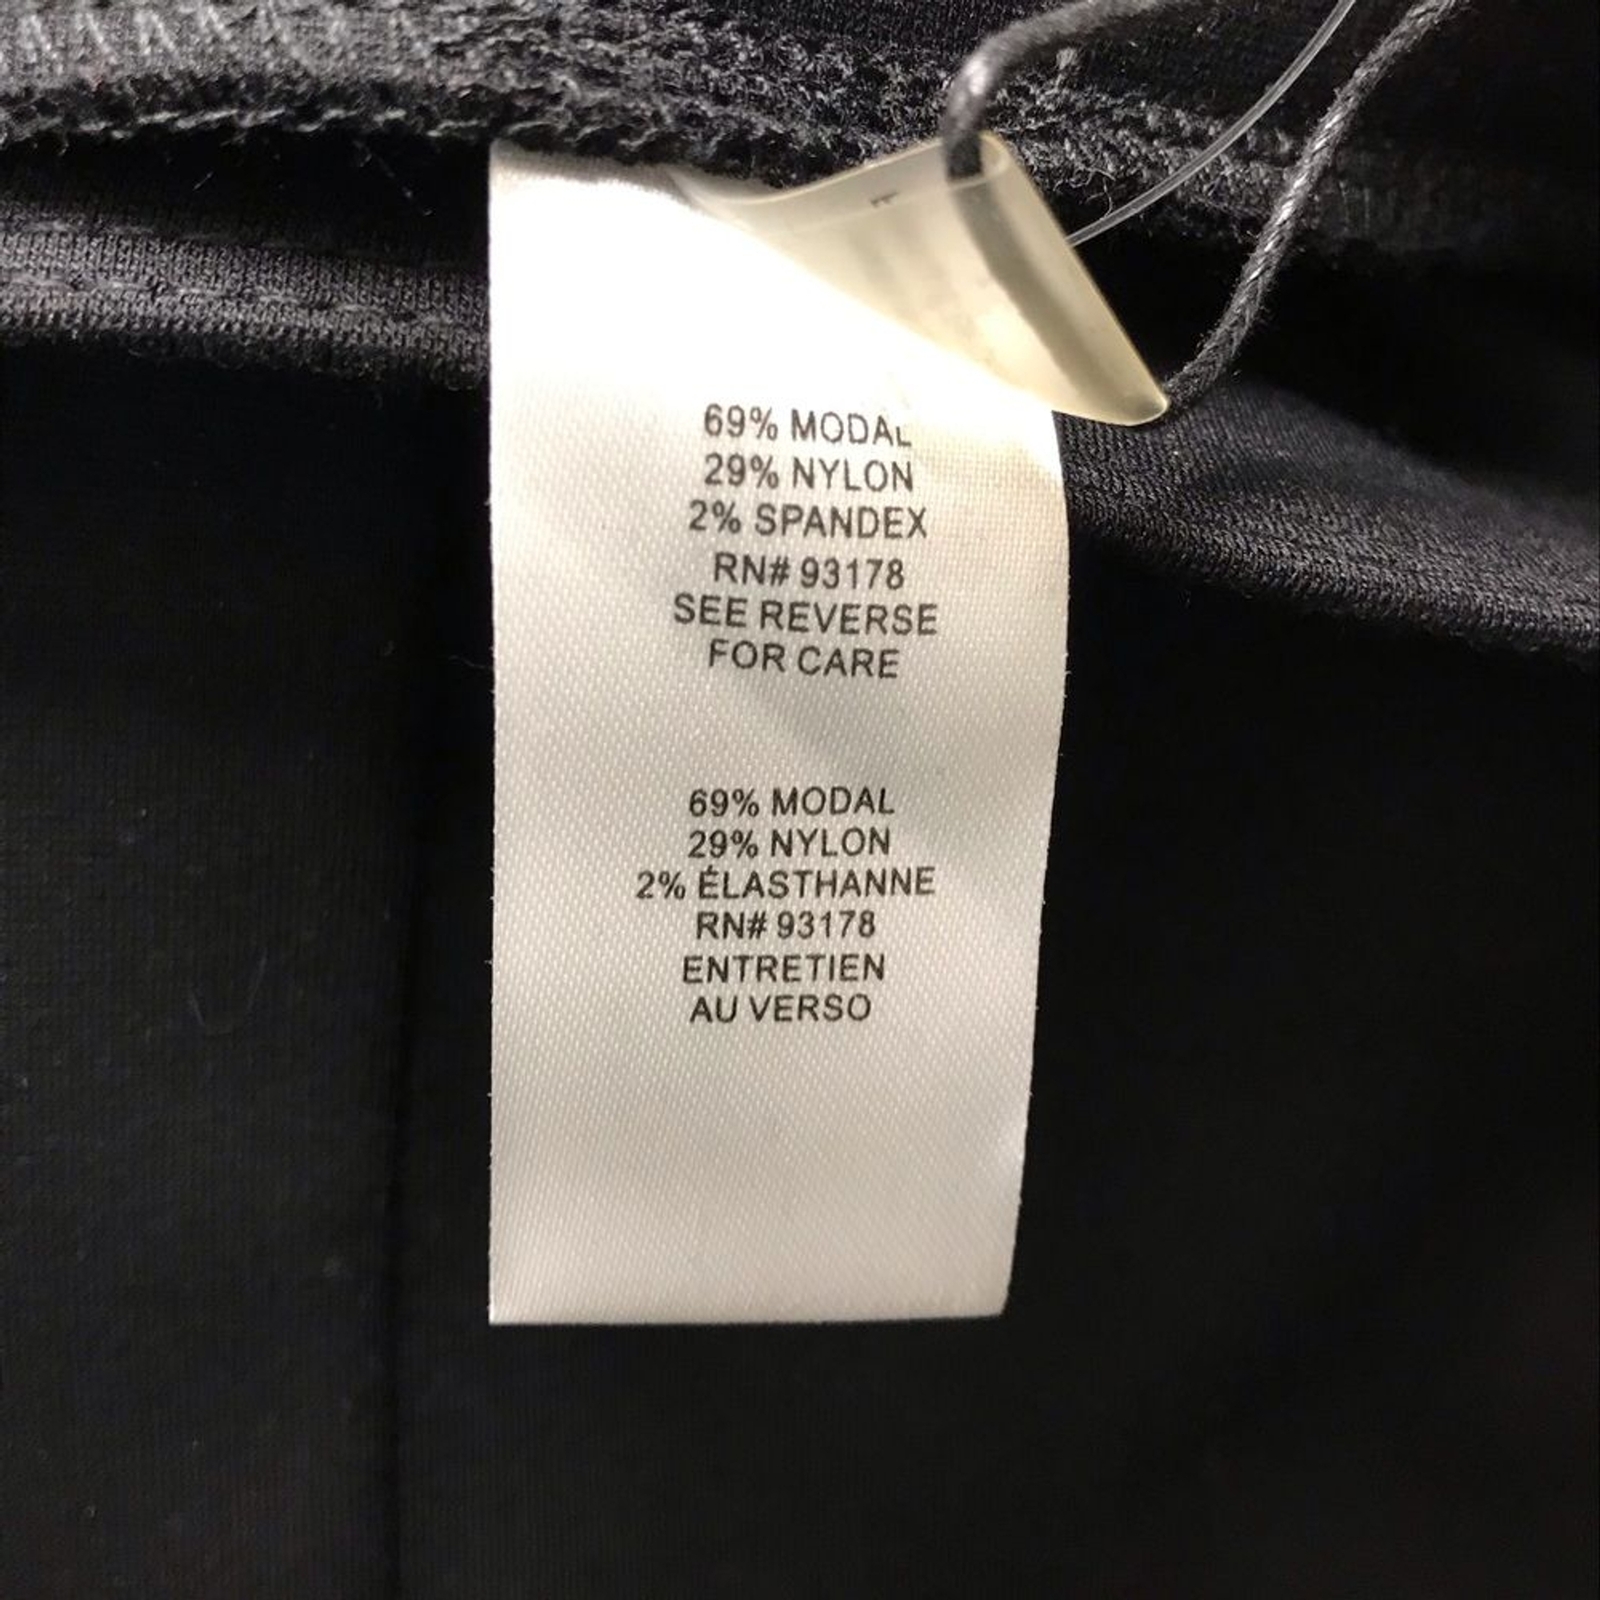 69% MODAL
29% NYLON
2% SPANDEX
RN# 93178
SEE REVERSE
FOR CARE
69% MODAL
29% NYLON
2% ÉLASTHANNE
RN# 93178
ENTRETIEN
AU VERSO